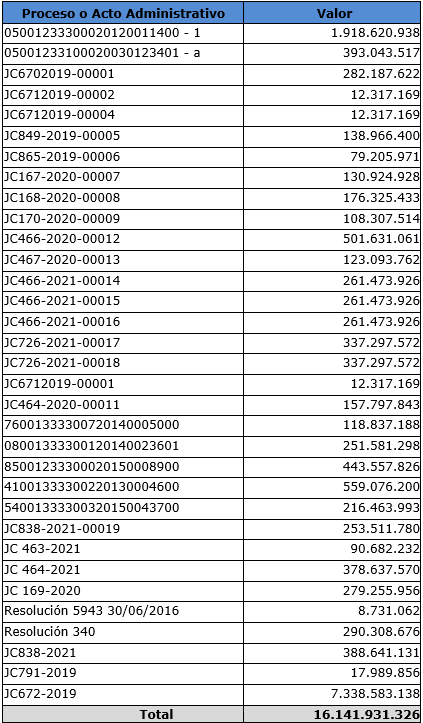 Proceso o Acto Administrativo Valor
05001233300020120011400 - 1 1.918.620.938
05001233100020030123401 - a 393.043.517
JC6702019-00001 282.187.622
JC6712019-00002 12.317.169
JC6712019-00004 12.317.169
JC849-2019-00005 138.966.400
JC865-2019-00006 79.205.971
JC167-2020-00007 130.924.928
JC168-2020-00008 176.325.433
JC170-2020-00009 108.307.514
JC466-2020-00012 501.631.061
JC467-2020-00013 123.093.762
JC466-2021-00014 261.473.926
JC466-2021-00015 261.473.926
JC466-2021-00016 261.473.926
JC726-2021-00017 337.297.572
JC726-2021-00018 337.297.572
JC6712019-00001 12.317.169
JC464-2020-00011 157.797.843
76001333300720140005000 118.837.188
08001333300120140023601 251.581.298
85001233300020150008900 443.557.826
41001333300220130004600 559.076.200
54001333300320150043700 216.463.993
JC838-2021-00019 253.511.780
JC 463-2021 90.682.232
JC 464-2021 378.637.570
JC 169-2020 279.255.956
Resolución 5943 30/06/2016 8.731.062
Resolución 340 290.308.676
JC838-2021 388.641.131
JC791-2019 17.989.856
JC672-2019 7.338.583.138
Total 16.141.931.326